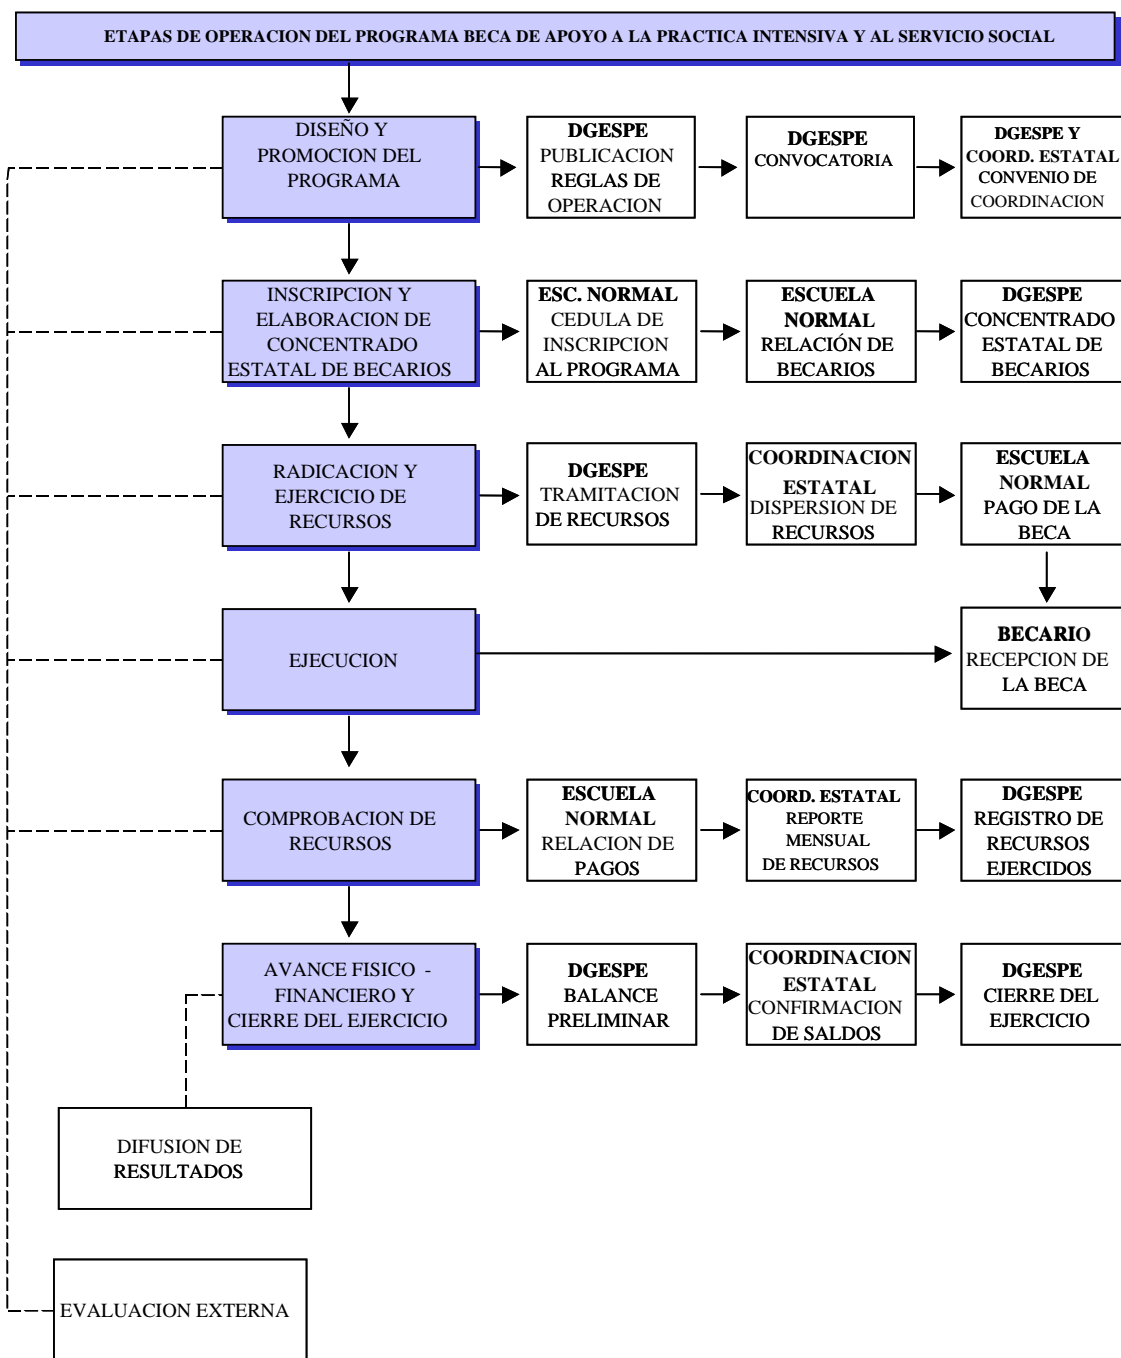 ETAPAS DE OPERACION DEL PROGRAMA BECA DE APOYO A LA PRACTICA INTENSIVA Y AL SERVICIO SOCIAL
DISEÑO Y
PROMOCION DEL
PROGRAMA
DGESPE
PUBLICACION
REGLAS DE
OPERACION
DGESPE
CONVOCATORIA
DGESPE Y
COORD. ESTATAL
CONVENIO DE
COORDINACION
INSCRIPCION Y
ELABORACION DE
CONCENTRADO
ESTATAL DE BECARIOS
ESC. NORMAL
CEDULA DE
INSCRIPCION
AL PROGRAMA
ESCUELA
NORMAL
RELACIÓN DE
BECARIOS
DGESPE
CONCENTRADO
ESTATAL DE
BECARIOS
RADICACION Y
EJERCICIO DE
RECURSOS
DGESPE
TRAMITACION
DE RECURSOS
COORDINACION
ESTATAL
DISPERSION DE
RECURSOS
ESCUELA
NORMAL
PAGO DE LA
BECA
EJECUCION
BECARIO
RECEPCION DE
LA BECA
COMPROBACION DE
RECURSOS
ESCUELA
NORMAL
RELACION DE
PAGOS
COORD. ESTATAL
REPORTE
MENSUAL
DE RECURSOS
DGESPE
REGISTRO DE
RECURSOS
EJERCIDOS
AVANCE FISICO -
FINANCIERO Y
CIERRE DEL EJERCICIO
DGESPE
BALANCE
PRELIMINAR
COORDINACION
ESTATAL
CONFIRMACION
DE SALDOS
DGESPE
CIERRE DEL
EJERCICIO
DIFUSION DE
RESULTADOS
EVALUACION EXTERNA